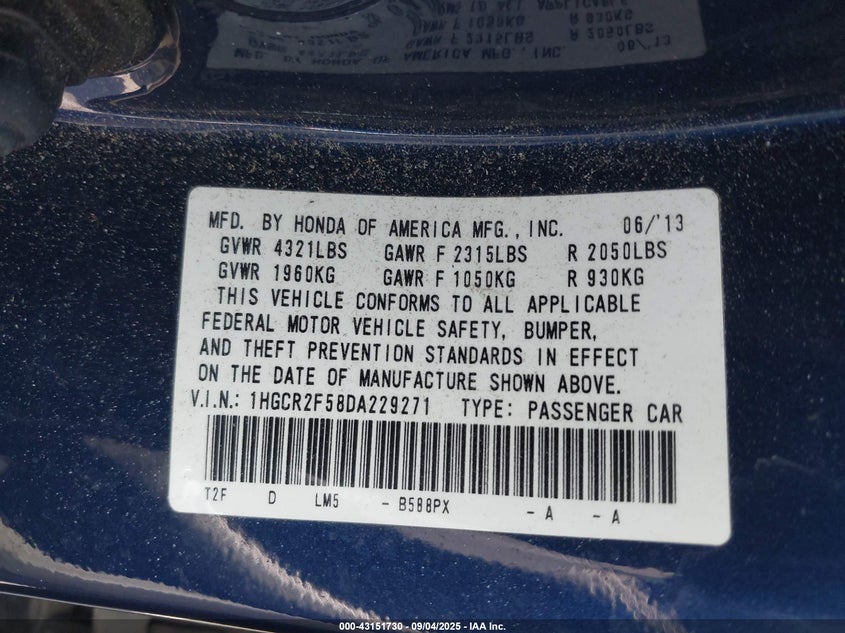 MFD. BY HONDA OF AMERICA MFG., INC. 06/'13
GVWR 4321LBS GAWR F 2315LBS R 2050LBS
GVWR 1960KG GAWR F 1050KG R 930KG
THIS VEHICLE CONFORMS TO ALL APPLICABLE
FEDERAL MOTOR VEHICLE SAFETY, BUMPER,
AND THEFT PREVENTION STANDARDS IN EFFECT
ON THE DATE OF MANUFACTURE SHOWN ABOVE.
V.I.N.: 1HGCR2F58DA229271 TYPE: PASSENGER CAR
T2F D LM5 - B588PX - A - A
000-43151730 - 09/04/2025 - IAA Inc.